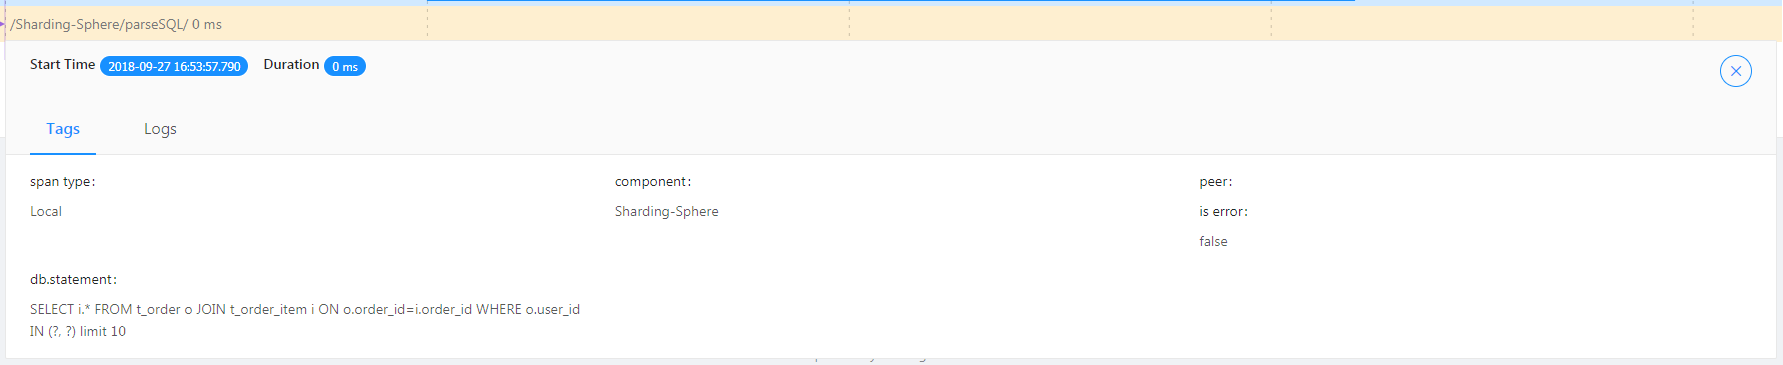 /Sharding-Sphere/parseSQL/ 0 ms
Start Time 2018-09-27 16:53:57.790 Duration 0 ms
Tags Logs
span type: component: peer:
Local Sharding-Sphere is error:
false
db.statement:
SELECT i.* FROM t_order o JOIN t_order_item i ON o.order_id=i.order_id WHERE o.user_id
IN (?, ?) limit 10